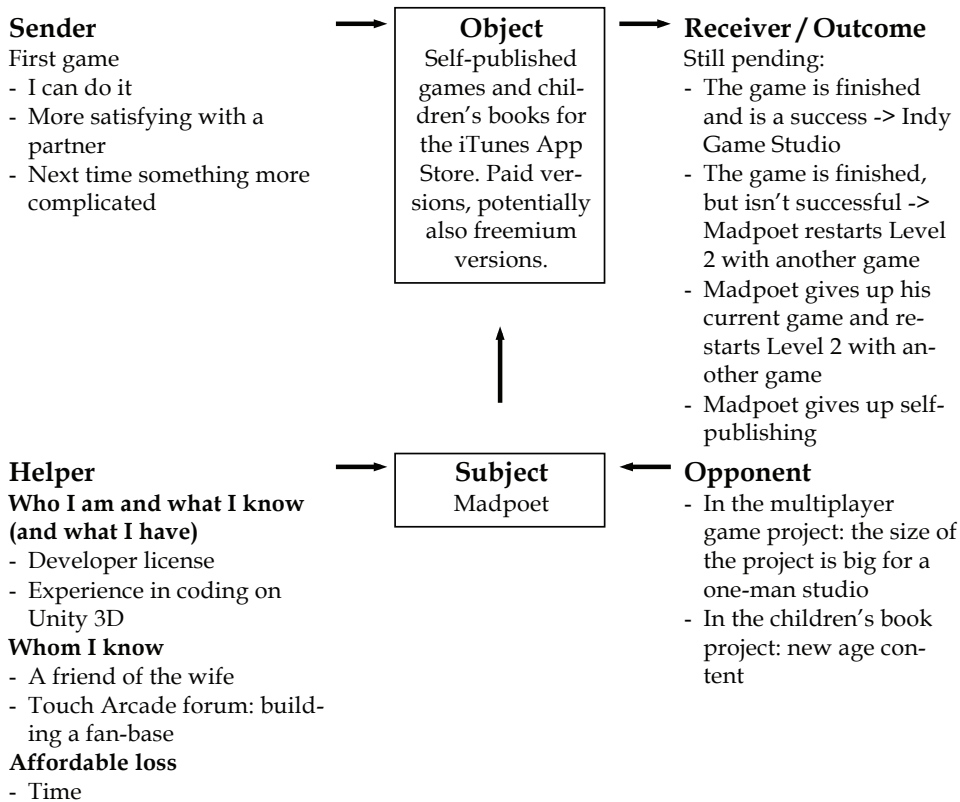 Sender
First game
- I can do it
- More satisfying with a
partner
- Next time something more
complicated
Object
Self-published
games and chil-
dren's books for
the iTunes App
Store. Paid ver-
sions, potentially
also freemium
versions.
Receiver / Outcome
Still pending:
- The game is finished
and is a success -> Indy
Game Studio
- The game is finished,
but isn't successful ->
Madpoet restarts Level
2 with another game
- Madpoet gives up his
current game and re-
starts Level 2 with an-
other game
- Madpoet gives up self-
publishing
Helper
Who I am and what I know
(and what I have)
- Developer license
- Experience in coding on
Unity 3D
Whom I know
- A friend of the wife
- Touch Arcade forum: build-
ing a fan-base
Affordable loss
- Time
Subject
Madpoet
Opponent
- In the multiplayer
game project: the size of
the project is big for a
one-man studio
- In the children's book
project: new age con-
tent